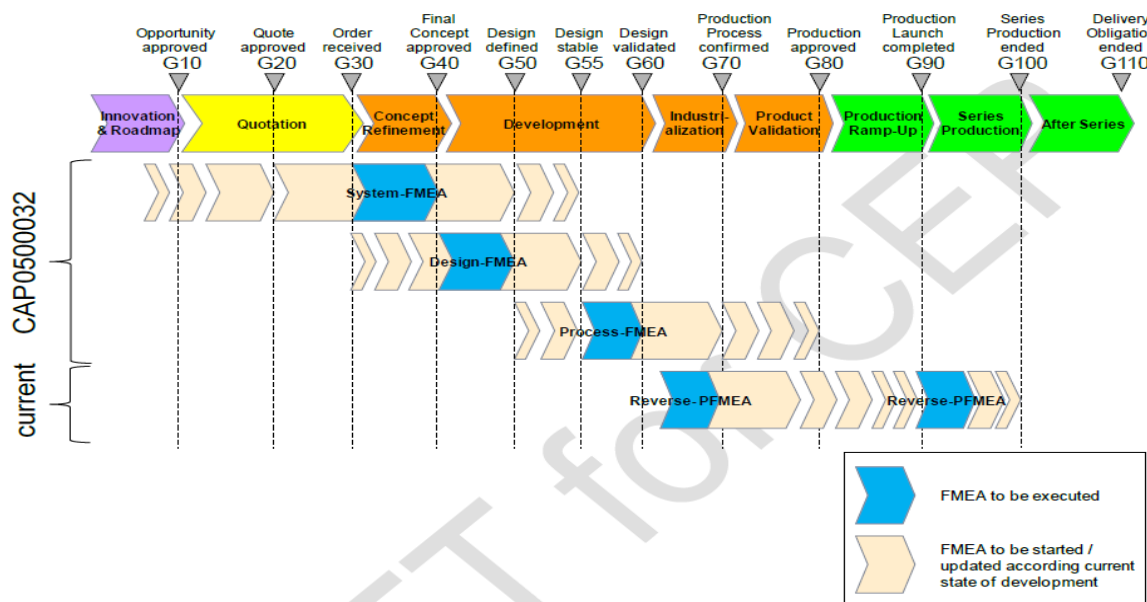 Opportunity
approved
G10
Quote
approved
G20
Order
received
G30
Final
Concept
approved
G40
Design
defined
G50
Design
stable
G55
Design
validated
G60
Production
Process
confirmed
G70
Production
approved
G80
Production
Launch
completed
G90
Series
Production
ended
G100
Delivery
Obligation
ended
G110
Innovation
& Roadmap
Quotation
Concept
Refinement
Development
Industri-
alization
Product
Validation
Production
Ramp-Up
Series
Production
After Series
CAP0500032
System-FMEA
Design-FMEA
Process-FMEA
current
Reverse- PFMEA
Reverse-PFMEA
FMEA to be executed
FMEA to be started /
updated according current
state of development
for CEP